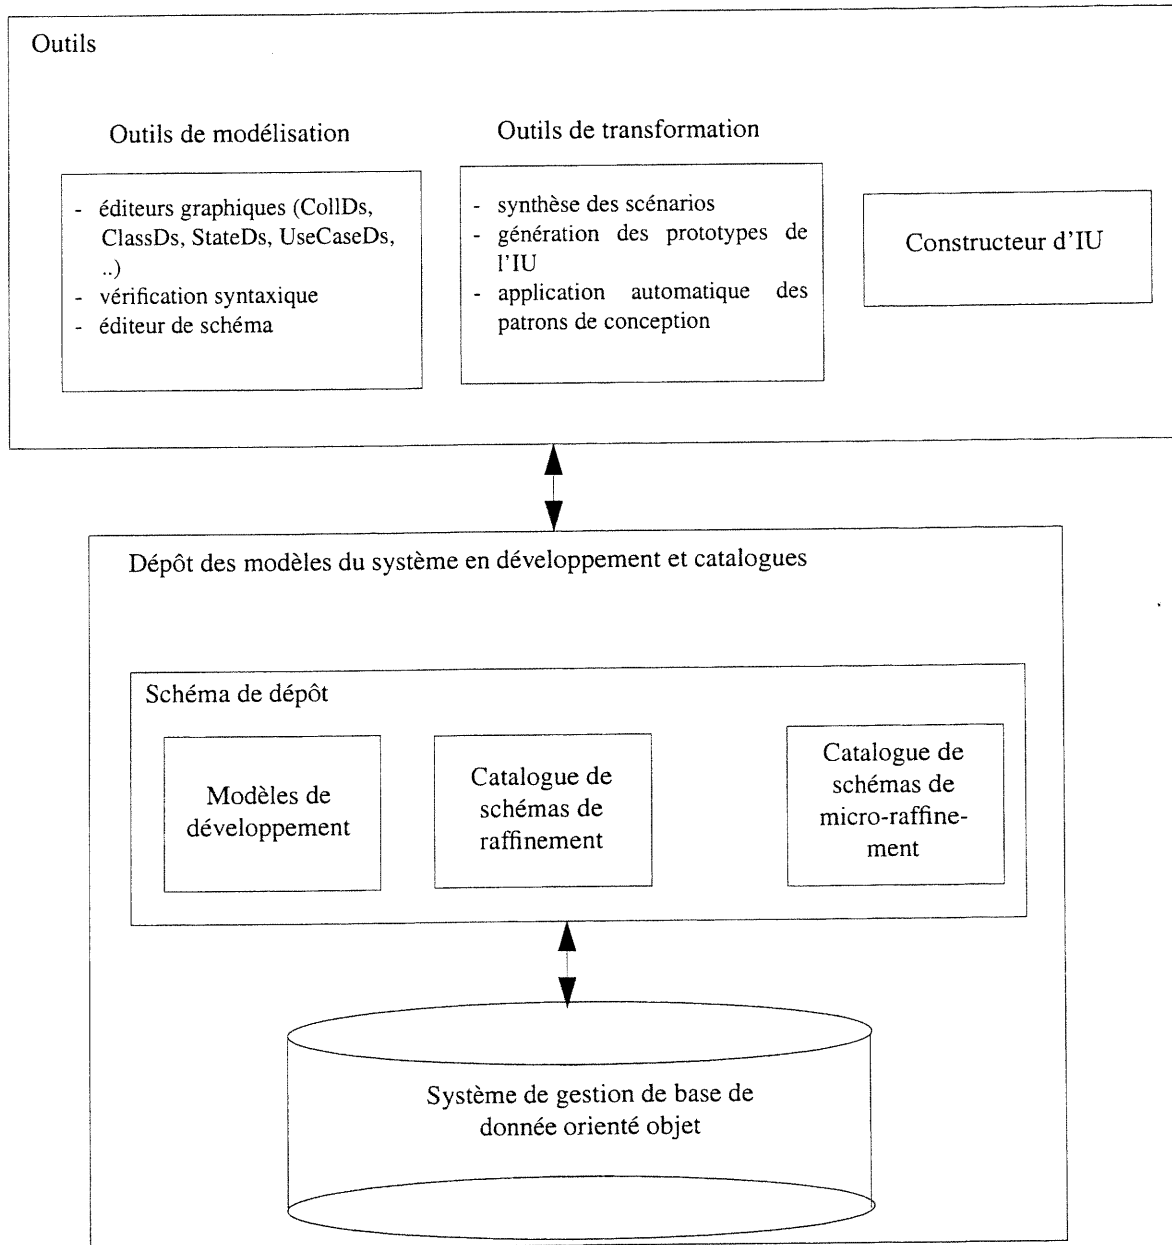 Outils
Outils de modélisation
- éditeurs graphiques (CollDs,
ClassDs, StateDs, UseCaseDs,
..)
- vérification syntaxique
- éditeur de schéma
Outils de transformation
- synthèse des scénarios
- génération des prototypes de
l'IU
- application automatique des
patrons de conception
Constructeur d'IU
Dépôt des modèles du système en développement et catalogues
Schéma de dépôt
Modèles de
développement
Catalogue de
schémas de
raffinement
Catalogue de
schémas de
micro-raffine-
ment
Système de gestion de base de
donnée orienté objet